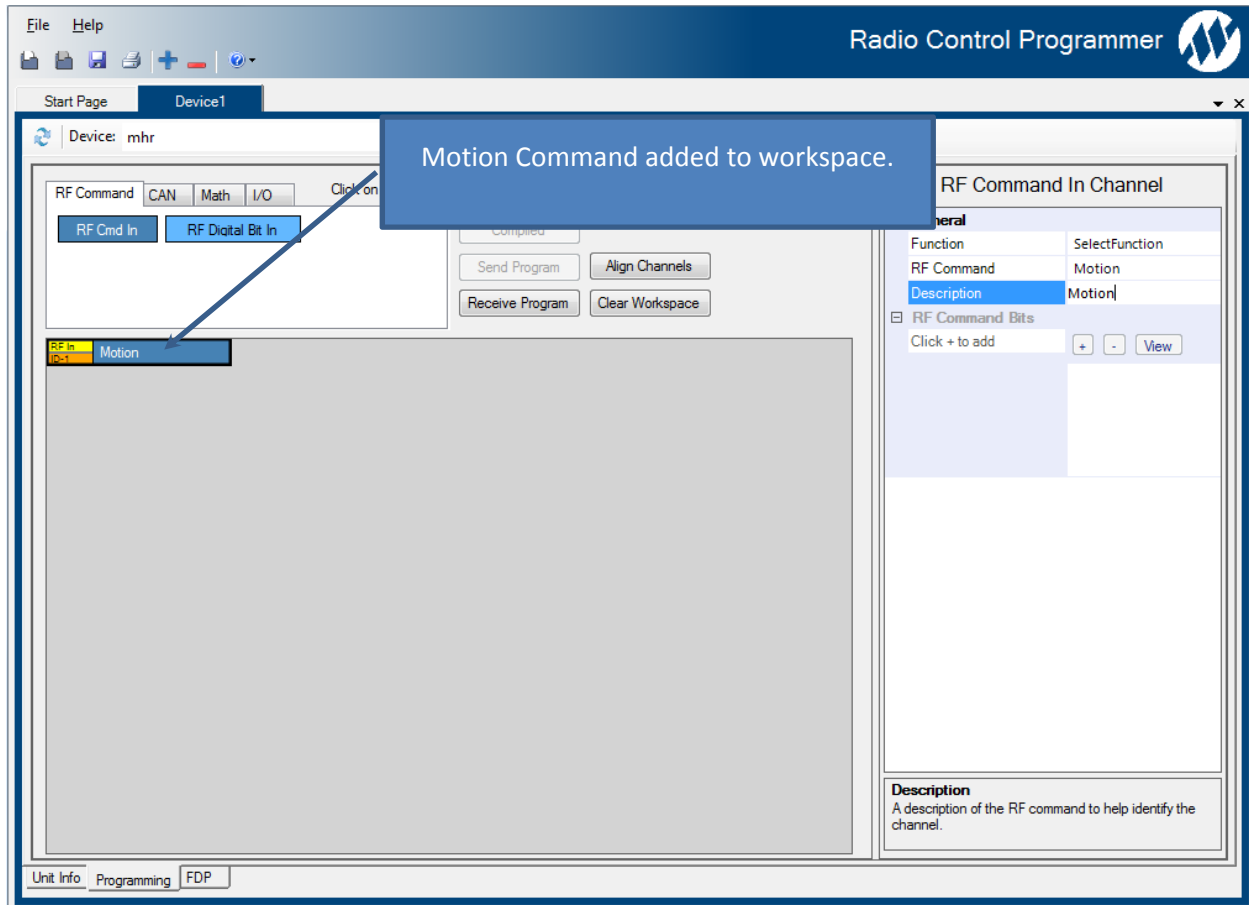 File Help
Radio Control Programmer
Start Page Device1
Device: mhr
Motion Command added to workspace.
RF Command CAN Math I/O Click on
RF Cmd In RF Digital Bit In
Compiled
Send Program Align Channels
Receive Program Clear Workspace
RF In
ID-1
Motion
RF Command In Channel
neral
Function SelectFunction
RF Command Motion
Description Motion
RF Command Bits
Click + to add + - View
Description
A description of the RF command to help identify the
channel.
Unit Info Programming FDP